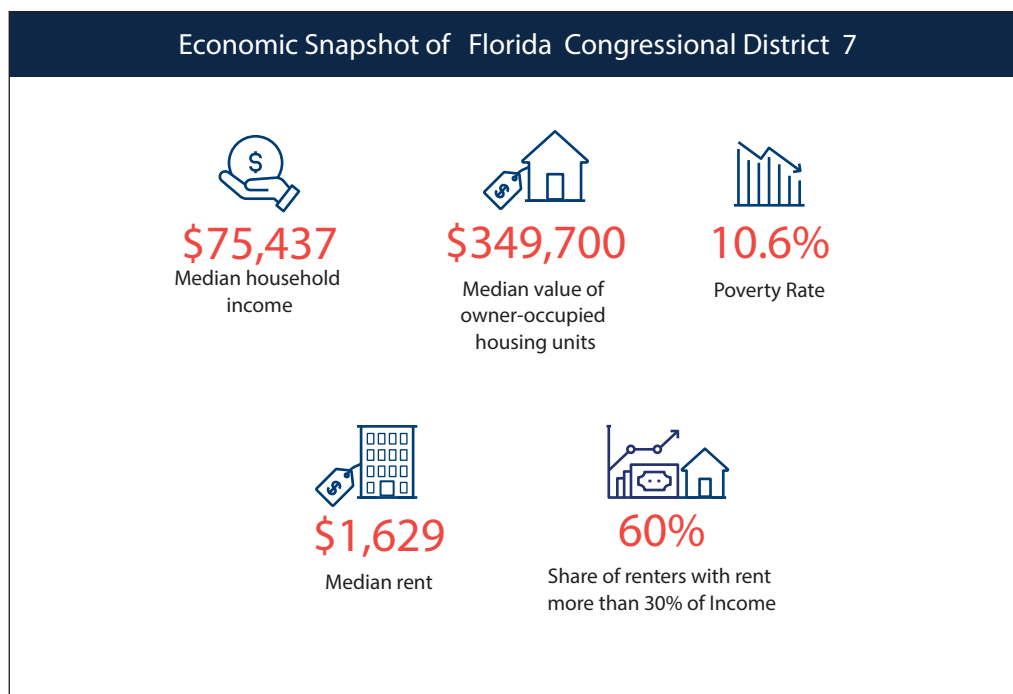 Economic Snapshot of Florida Congressional District 7
$
$
$75,437
$349,700
10.6%
Median household
income
Median value of
owner-occupied
housing units
Poverty Rate
$
$1,629
60%
Median rent
Share of renters with rent
more than 30% of Income